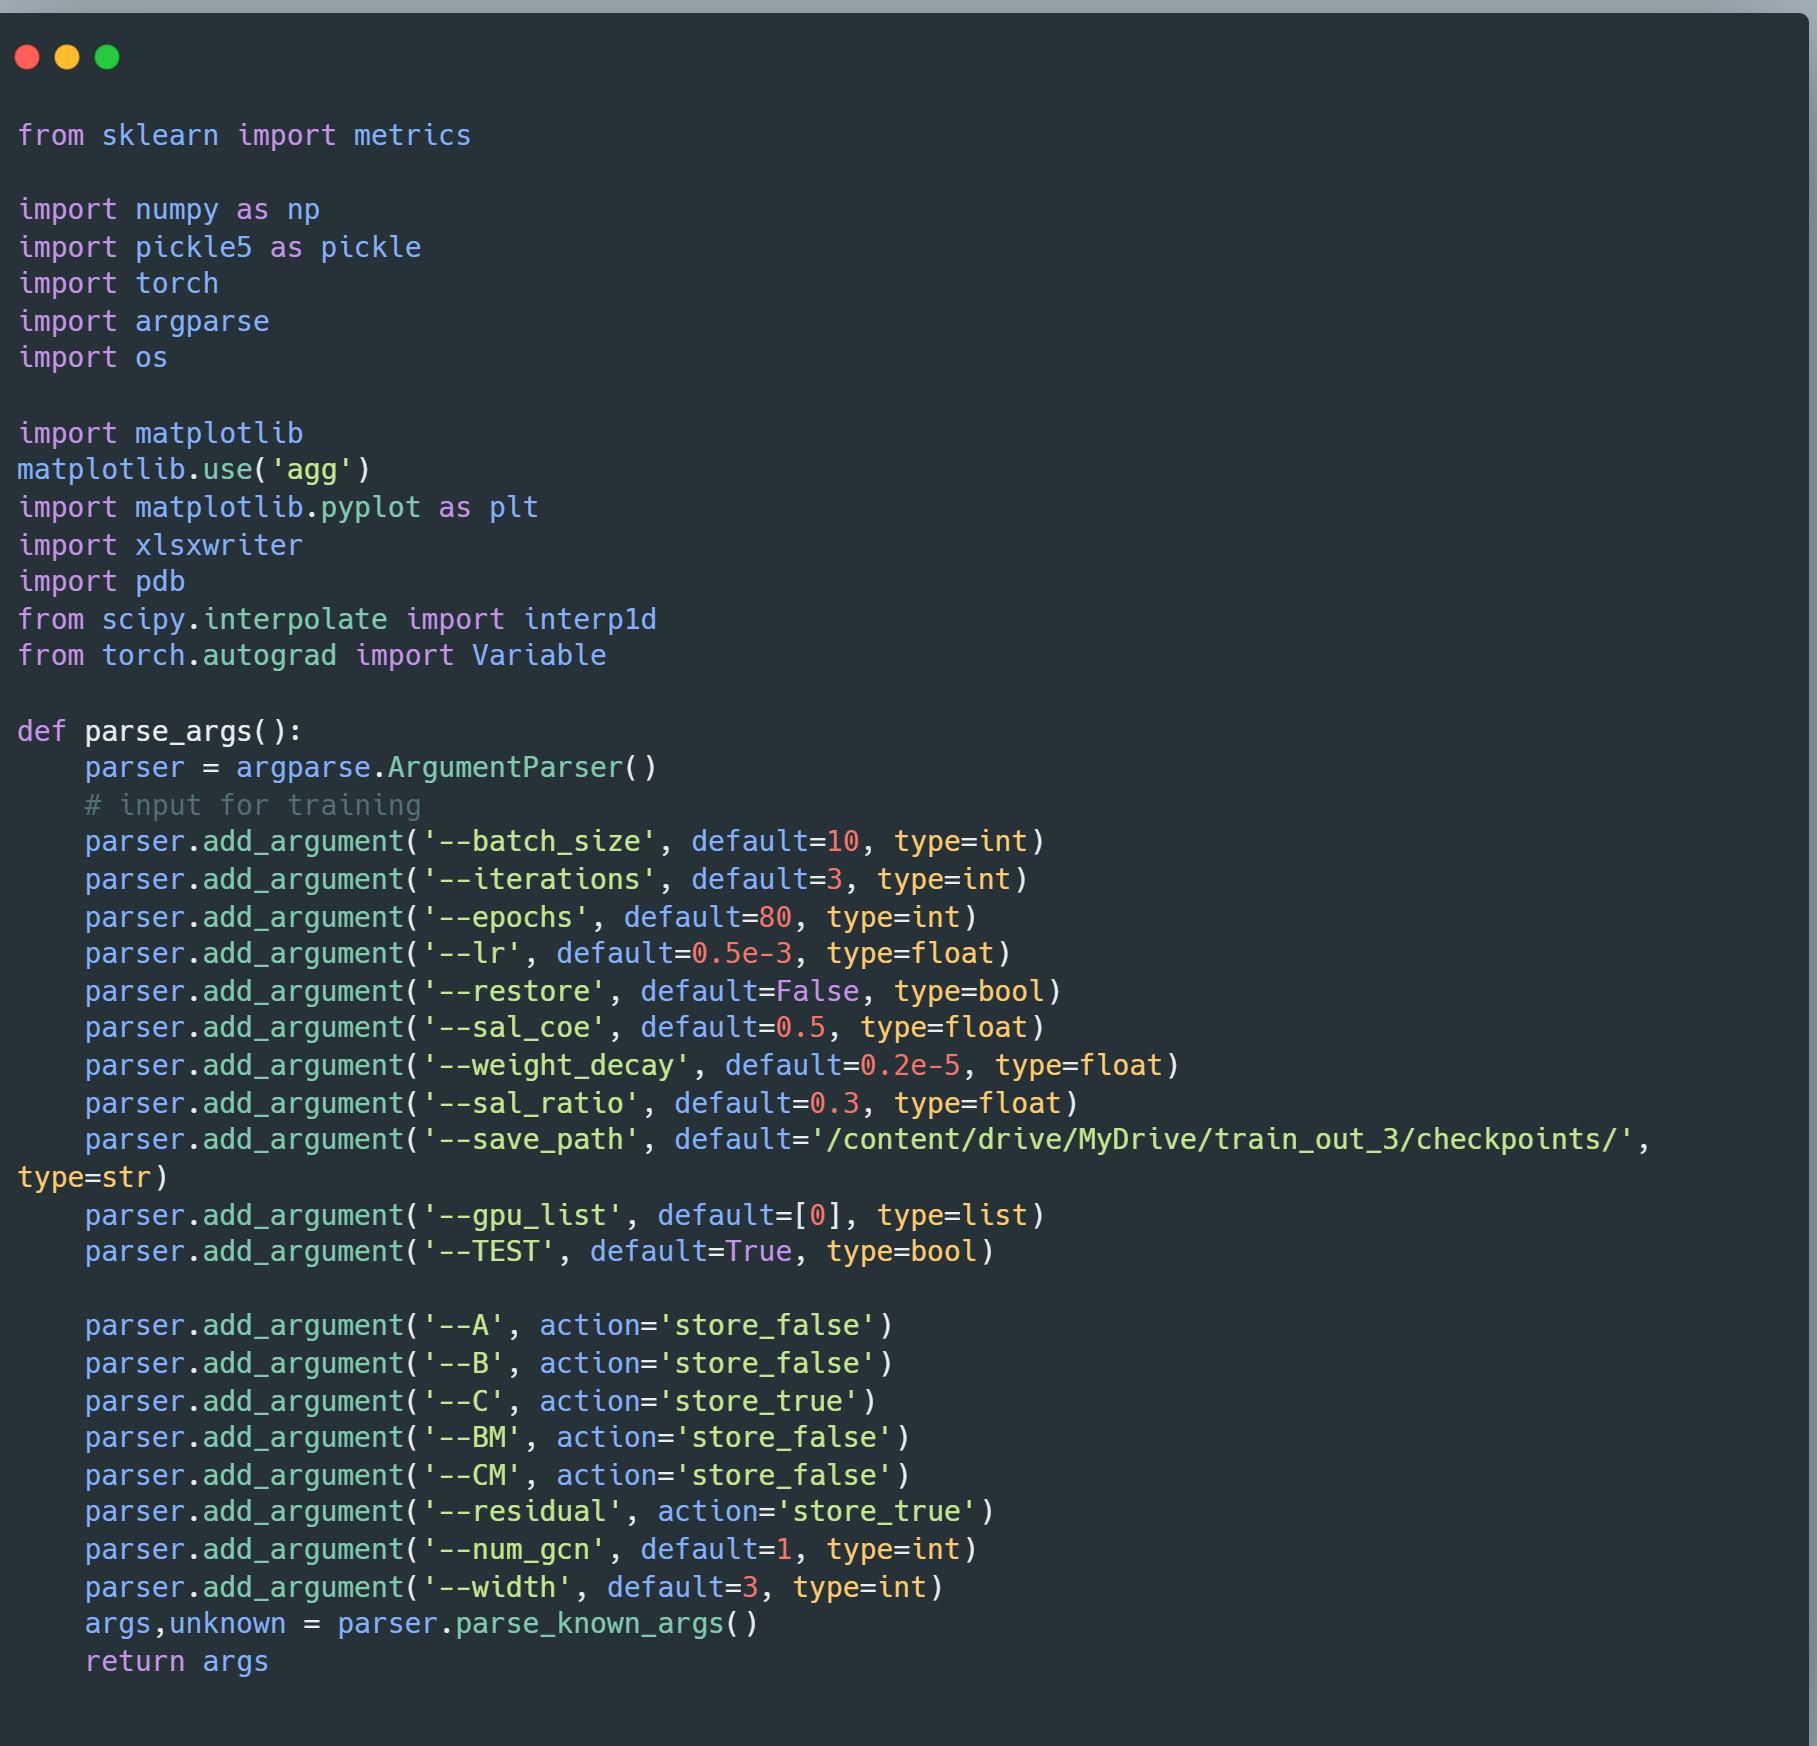 from sklearn import metrics
import numpy as np
import pickle5 as pickle
import torch
import argparse
import os
import matplotlib
matplotlib.use('agg')
import matplotlib.pyplot as plt
import xlsxwriter
import pdb
from scipy.interpolate import interp1d
from torch.autograd import Variable
def parse_args():
    parser = argparse.ArgumentParser()
    # input for training
    parser.add_argument('--batch_size', default=10, type=int)
    parser.add_argument('--iterations', default=3, type=int)
    parser.add_argument('--epochs', default=80, type=int)
    parser.add_argument('--lr', default=0.5e-3, type=float)
    parser.add_argument('--restore', default=False, type=bool)
    parser.add_argument('--sal_coe', default=0.5, type=float)
    parser.add_argument('--weight_decay', default=0.2e-5, type=float)
    parser.add_argument('--sal_ratio', default=0.3, type=float)
    parser.add_argument('--save_path', default='/content/drive/MyDrive/train_out_3/checkpoints/',
type=str)
    parser.add_argument('--gpu_list', default=[0], type=list)
    parser.add_argument('--TEST', default=True, type=bool)
    parser.add_argument('--A', action='store_false')
    parser.add_argument('--B', action='store_false')
    parser.add_argument('--C', action='store_true')
    parser.add_argument('--BM', action='store_false')
    parser.add_argument('--CM', action='store_false')
    parser.add_argument('--residual', action='store_true')
    parser.add_argument('--num_gcn', default=1, type=int)
    parser.add_argument('--width', default=3, type=int)
    args,unknown = parser.parse_known_args()
    return args